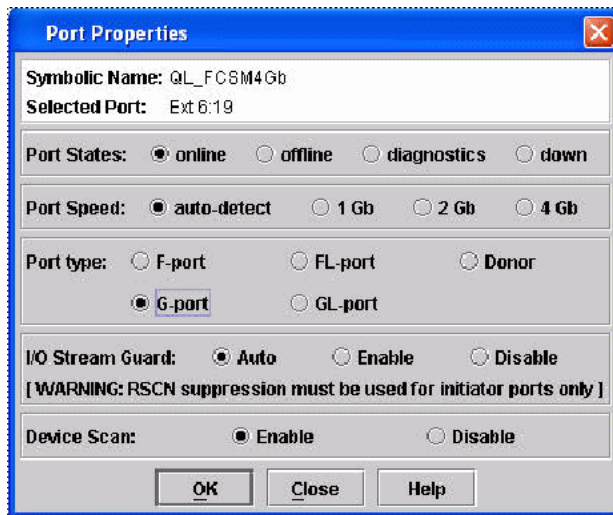 Port Properties
Symbolic Name: QL_FCSM4Gb
Selected Port: Ext 6:19
Port States: online offline diagnostics down
Port Speed: auto-detect 1 Gb 2 Gb 4 Gb
Port type: F-port FL-port Donor
G-port GL-port
I/O Stream Guard: Auto Enable Disable
[ WARNING: RSCN suppression must be used for initiator ports only ]
Device Scan: Enable Disable
OK Close Help